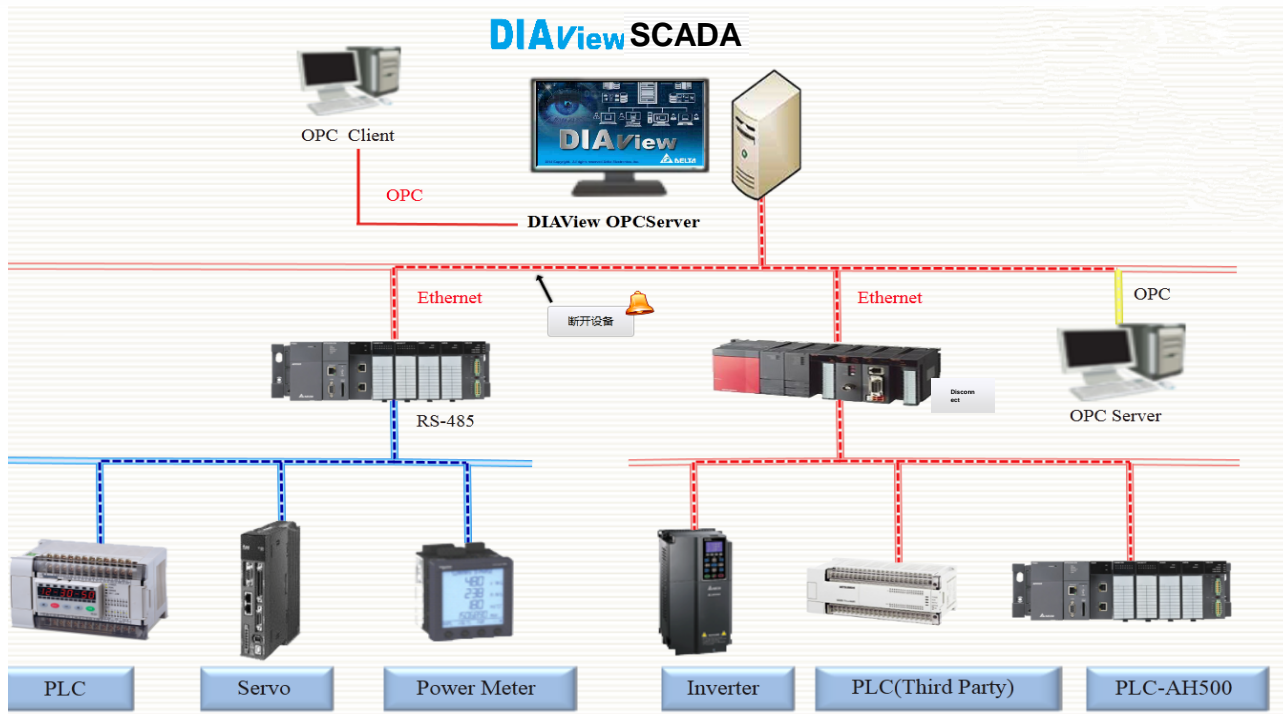 DIAView SCADA
OPC Client
OPC
DIAView
DELTA
DIAView OPCServer
Ethernet
断开设备
Ethernet
OPC
Disconn
ect
OPC Server
RS-485
PLC
Servo
Power Meter
Inverter
PLC(Third Party)
PLC-AH500